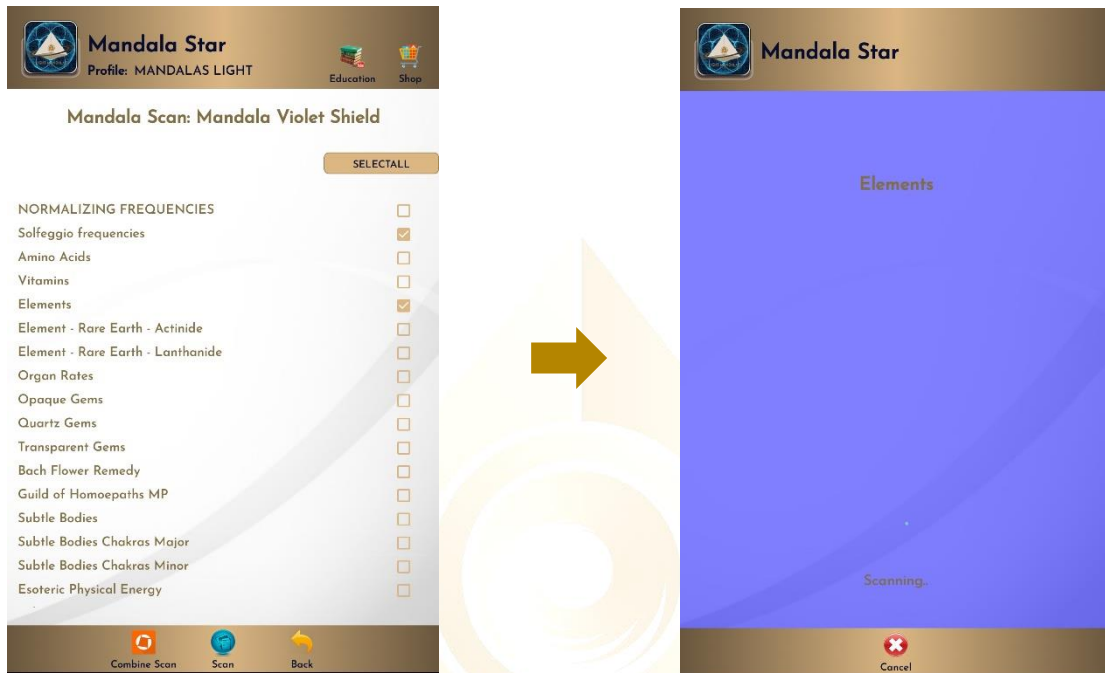 Mandala Star
Profile: MANDALAS LIGHT
Education
Shop
Mandala Scan: Mandala Violet Shield
SELECTALL
NORMALIZING FREQUENCIES
Solfeggio frequencies
Amino Acids
Vitamins
Elements
Element - Rare Earth - Actinide
Element - Rare Earth - Lanthanide
Organ Rates
Opaque Gems
Quartz Gems
Transparent Gems
Bach Flower Remedy
Guild of Homoepaths MP
Subtle Bodies
Subtle Bodies Chakras Major
Subtle Bodies Chakras Minor
Esoteric Physical Energy
Combine Scan
Scan
Back
Mandala Star
Elements
Scanning..
Cancel